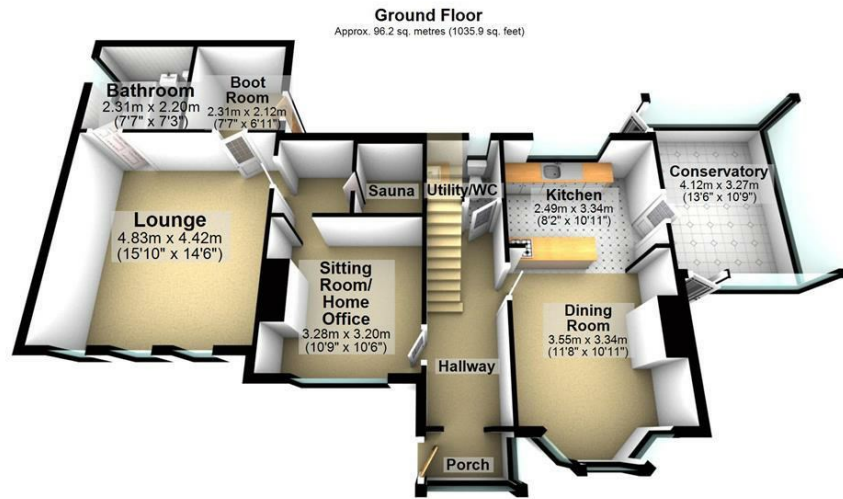 Ground Floor
Approx. 96.2 sq. metres (1035.9 sq. feet)
Bathroom
2.31m x 2.20m
(7'7" x 7'3")
Boot
Room
2.31m x 2.12m
(7'7" x 6'11")
Lounge
4.83m x 4.42m
(15'10" x 14'6")
Sauna
Utility/WC
Kitchen
2.49m x 3.34m
(8'2" x 10'11")
Conservatory
4.12m x 3.27m
(13'6" x 10'9")
Sitting
Room/
Home
Office
3.28m x 3.20m
(10'9" x 10'6")
Dining
Room
3.55m x 3.34m
(11'8" x 10'11")
Hallway
Porch